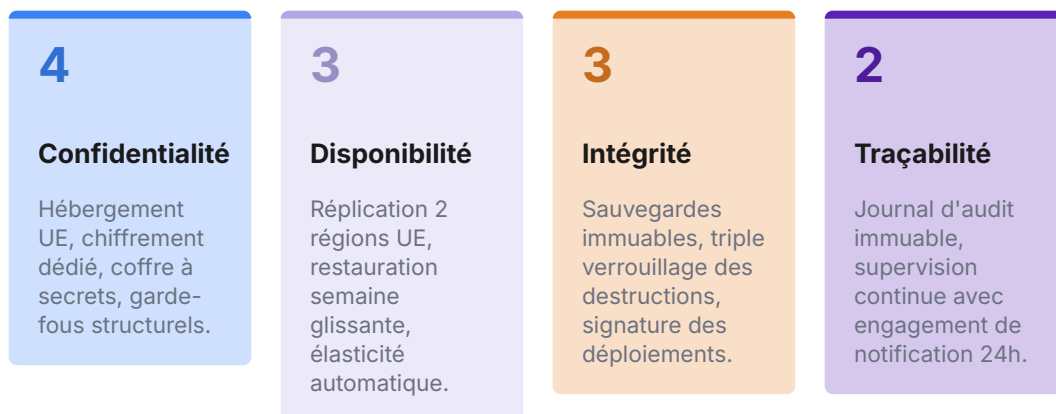 4
Confidentialité
Hébergement
UE, chiffrement
dédié, coffre à
secrets, garde-
fous structurels.
3
Disponibilité
Réplication 2
régions UE,
restauration
semaine
glissante,
élasticité
automatique.
3
Intégrité
Sauvegardes
immuables, triple
verrouillage des
destructions,
signature des
déploiements.
2
Traçabilité
Journal d'audit
immuable,
supervision
continue avec
engagement de
notification 24h.